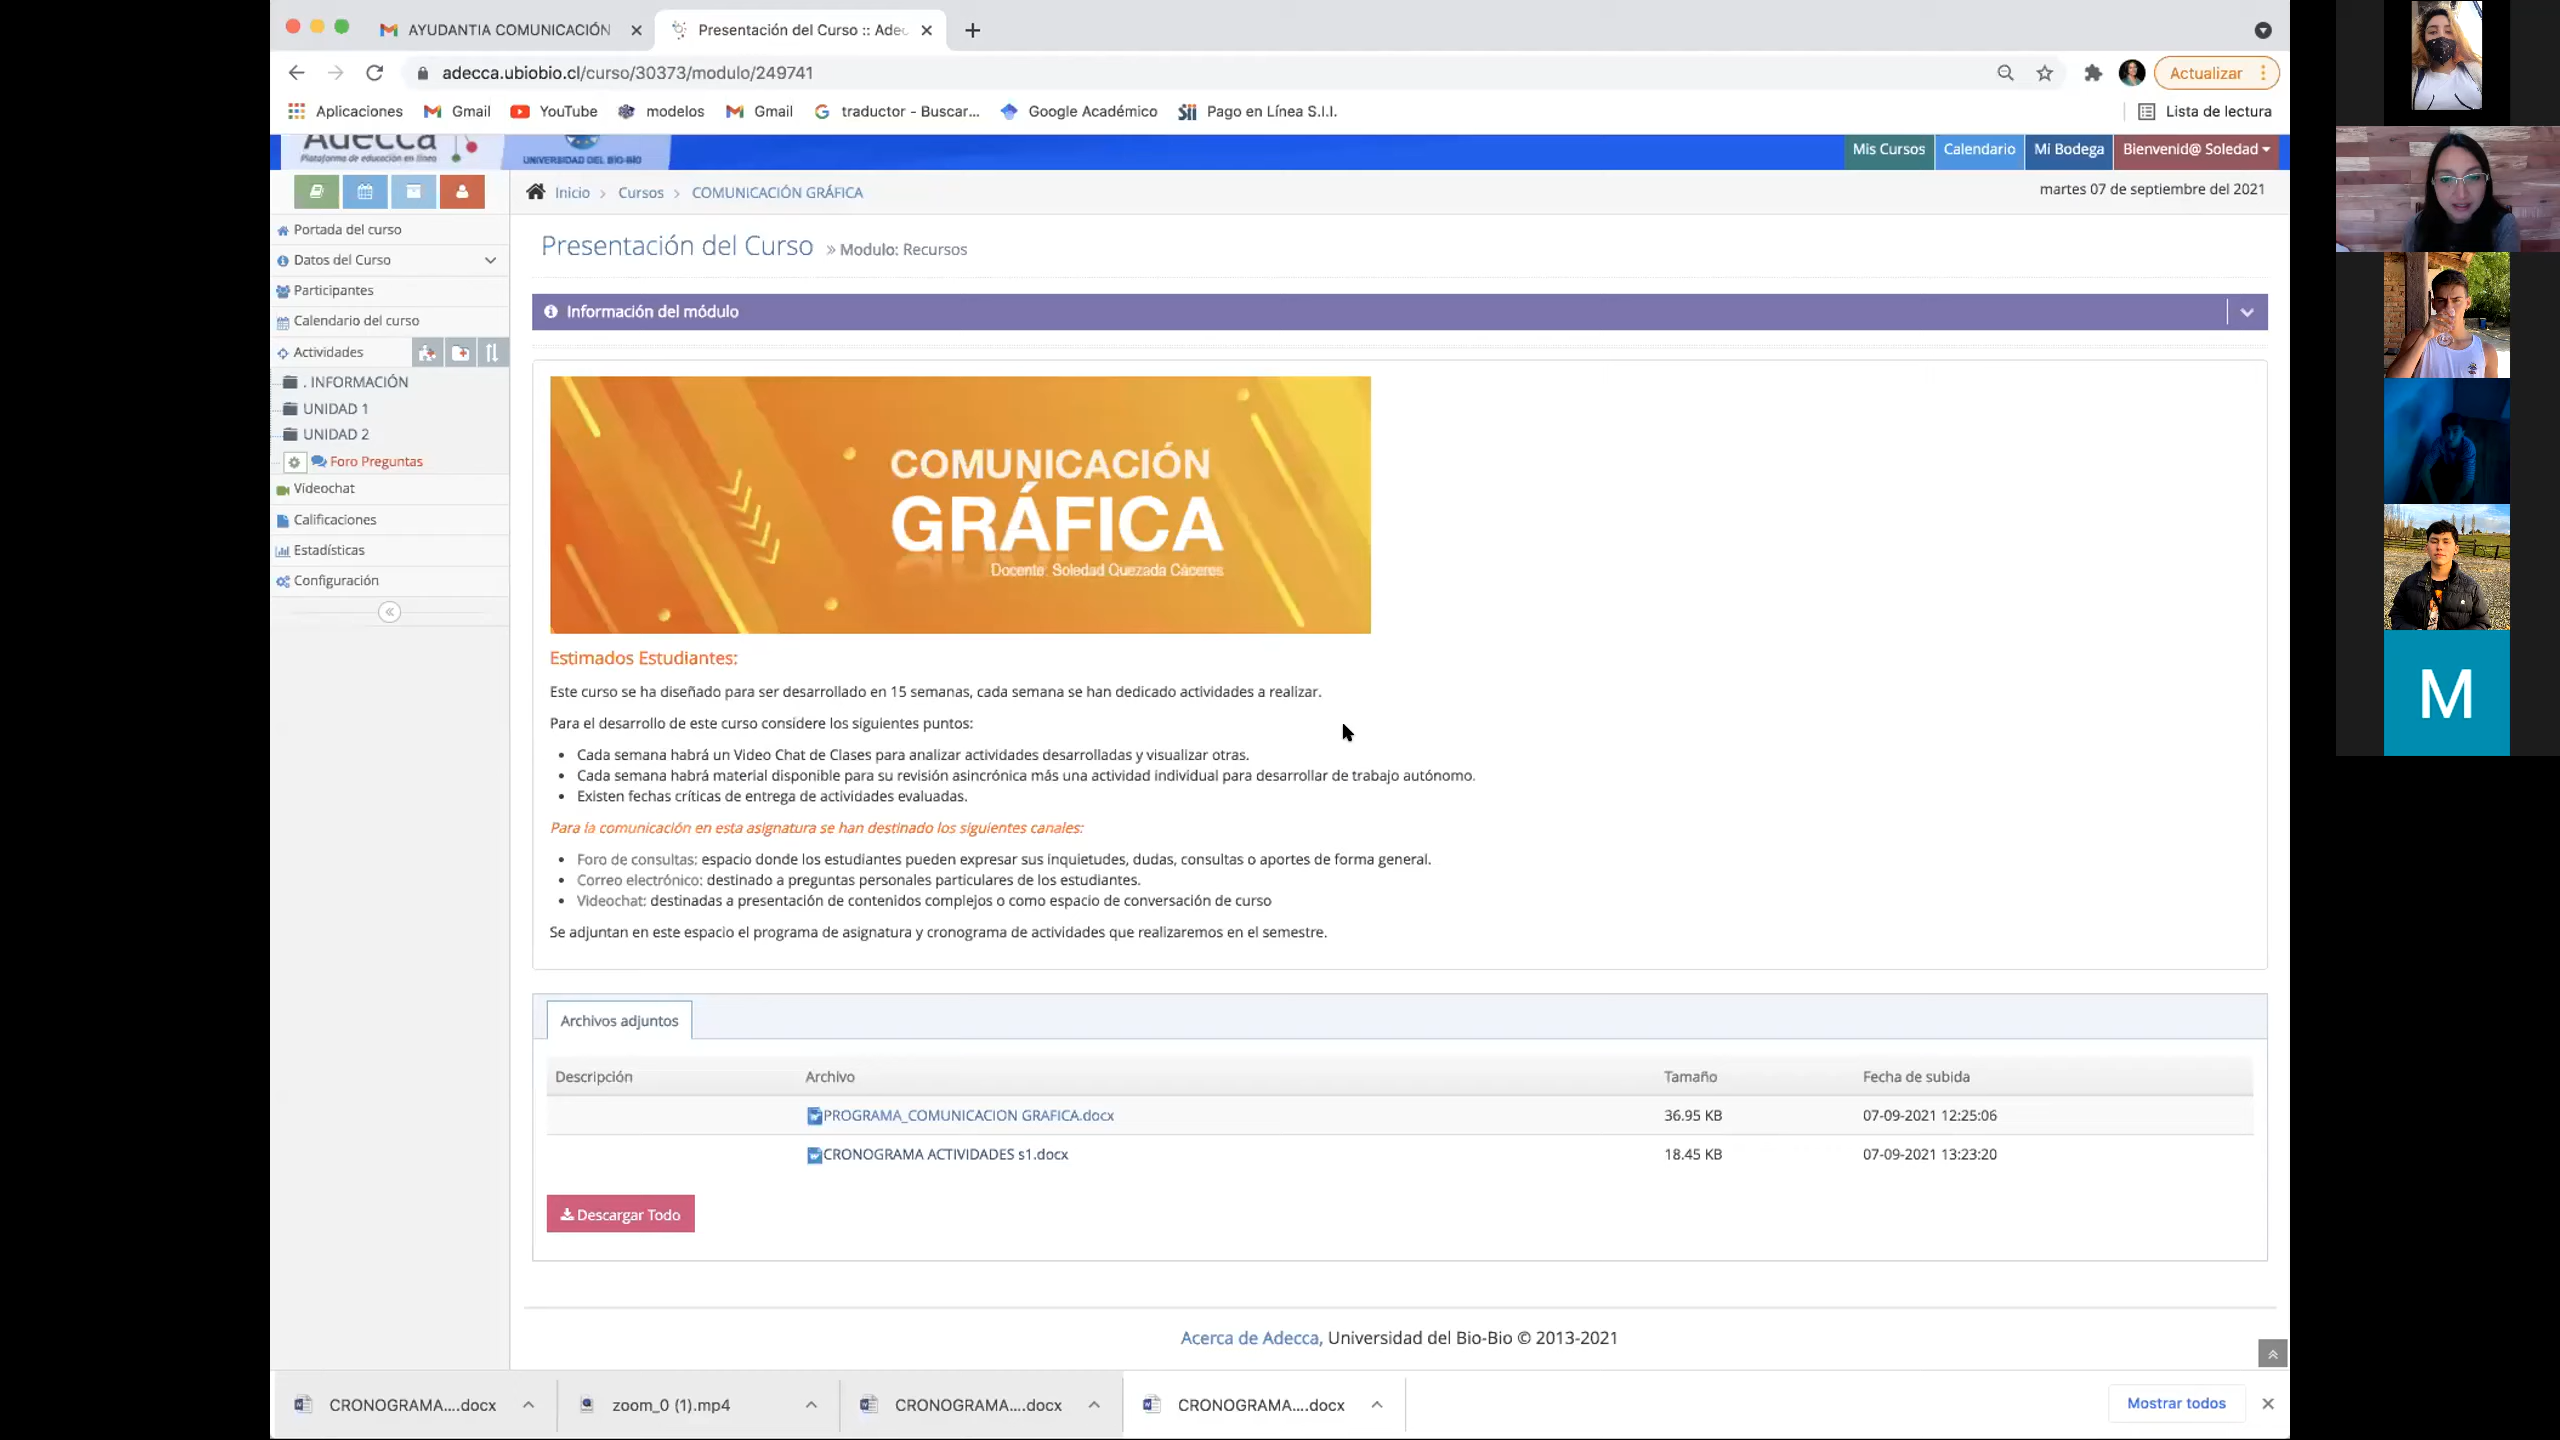 AYUDANTIA COMUNICACIÓN
Presentación del Curso :: Adec
adecca.ubiobio.cl/curso/30373/modulo/249741
Actualizar
Aplicaciones
Gmail
YouTube
modelos
Gmail
traductor - Buscar...
Google Académico
Pago en Línea S.I.I.
Lista de lectura
Adecca
Plataforma de educación en línea
UNIVERSIDAD DEL BÍO-BÍO
Mis Cursos
Calendario
Mi Bodega
Bienvenid@ Soledad
Inicio > Cursos > COMUNICACIÓN GRÁFICA
martes 07 de septiembre del 2021
Portada del curso
Datos del Curso
Participantes
Calendario del curso
Actividades
. INFORMACIÓN
UNIDAD 1
UNIDAD 2
Foro Preguntas
Videochat
Calificaciones
Estadísticas
Configuración
Presentación del Curso » Modulo: Recursos
Información del módulo
COMUNICACIÓN
GRÁFICA
Docente: Soledad Quezada Cáceres
Estimados Estudiantes:
Este curso se ha diseñado para ser desarrollado en 15 semanas, cada semana se han dedicado actividades a realizar.
Para el desarrollo de este curso considere los siguientes puntos:
• Cada semana habrá un Video Chat de Clases para analizar actividades desarrolladas y visualizar otras.
• Cada semana habrá material disponible para su revisión asincrónica más una actividad individual para desarrollar de trabajo autónomo.
• Existen fechas críticas de entrega de actividades evaluadas.
Para la comunicación en esta asignatura se han destinado los siguientes canales:
• Foro de consultas: espacio donde los estudiantes pueden expresar sus inquietudes, dudas, consultas o aportes de forma general.
• Correo electrónico: destinado a preguntas personales particulares de los estudiantes.
• Videochat: destinadas a presentación de contenidos complejos o como espacio de conversación de curso
Se adjuntan en este espacio el programa de asignatura y cronograma de actividades que realizaremos en el semestre.
Archivos adjuntos
Descripción Archivo Tamaño Fecha de subida
PROGRAMA_COMUNICACION GRAFICA.docx 36.95 KB 07-09-2021 12:25:06
CRONOGRAMA ACTIVIDADES s1.docx 18.45 KB 07-09-2021 13:23:20
Descargar Todo
Acerca de Adecca, Universidad del Bio-Bio © 2013-2021
CRONOGRAMA....docx
zoom_0 (1).mp4
CRONOGRAMA....docx
CRONOGRAMA....docx
Mostrar todos
M